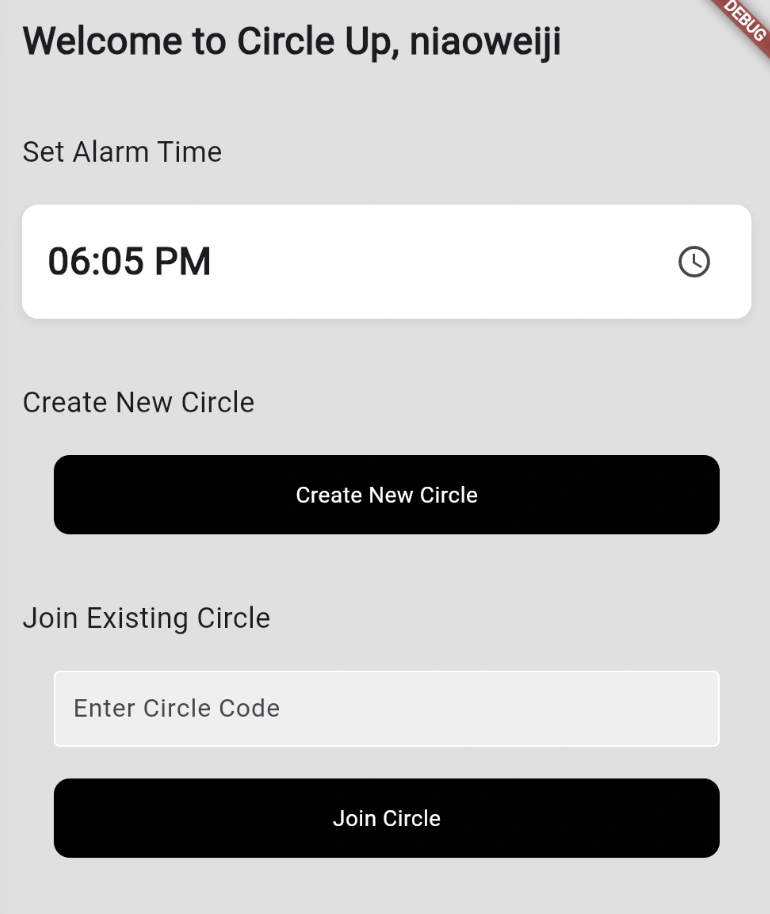 DEBUG
Welcome to Circle Up, niaoweiji
Set Alarm Time
06:05 PM
Create New Circle
Create New Circle
Join Existing Circle
Enter Circle Code
Join Circle